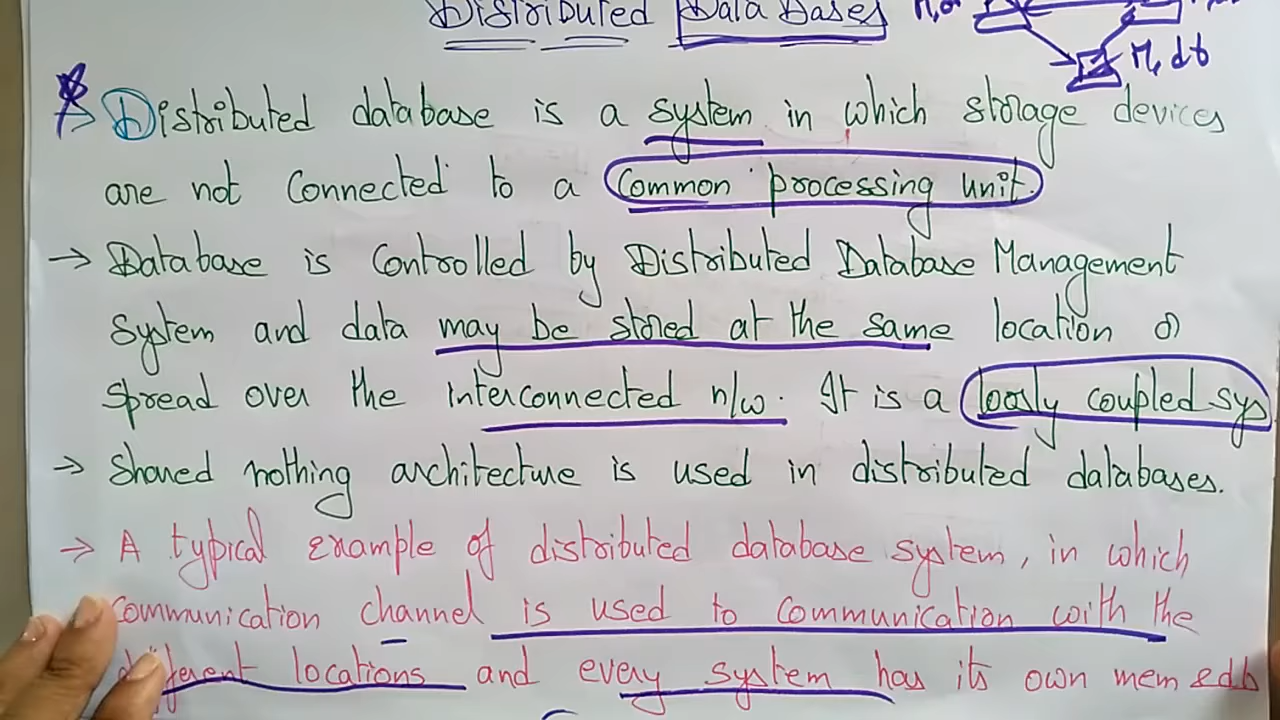 Distributed Data Bases
M, db
Distributed database is a system in which storage devices
are not connected to a common processing unit.
→ Database is controlled by Distributed Database Management
System and data may be stored at the same location or
spread over the interconnected n/w. It is a loosly coupled sys
→ Shared nothing architecture is used in distributed databases.
→ A typical example of distributed database system, in which
communication channel is used to communication with the
different locations and every system has its own mem & db